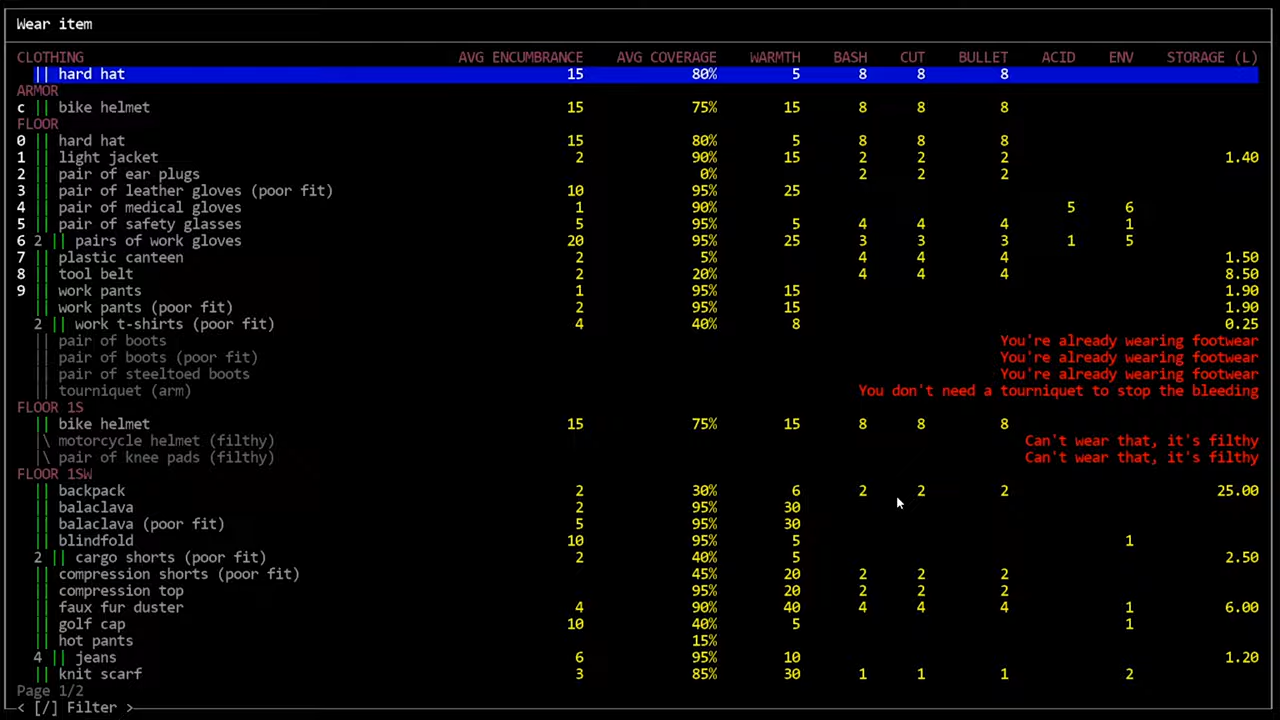 Wear item
CLOTHING AVG ENCUMBRANCE AVG COVERAGE WARMTH BASH CUT BULLET ACID ENV STORAGE (L)
|| hard hat 15 80% 5 8 8 8
ARMOR
c || bike helmet 15 75% 15 8 8 8
FLOOR
0 || hard hat 15 80% 5 8 8 8
1 || light jacket 2 90% 15 2 2 2 1.40
2 || pair of ear plugs 0% 2 2 2
3 || pair of leather gloves (poor fit) 10 95% 25
4 || pair of medical gloves 1 90% 5 6
5 || pair of safety glasses 5 95% 5 4 4 4 1
6 2 || pairs of work gloves 20 95% 25 3 3 3 1 5
7 || plastic canteen 2 5% 4 4 4 1.50
8 || tool belt 2 20% 4 4 4 8.50
9 || work pants 1 95% 15 1.90
|| work pants (poor fit) 2 95% 15 1.90
2 || work t-shirts (poor fit) 4 40% 8 0.25
|| pair of boots You're already wearing footwear
|| pair of boots (poor fit) You're already wearing footwear
|| pair of steeltoed boots You're already wearing footwear
|| tourniquet (arm) You don't need a tourniquet to stop the bleeding
FLOOR 1S
|| bike helmet 15 75% 15 8 8 8
|\ motorcycle helmet (filthy) Can't wear that, it's filthy
|\ pair of knee pads (filthy) Can't wear that, it's filthy
FLOOR 1SW
|| backpack 2 30% 6 2 2 2 25.00
|| balaclava 2 95% 30
|| balaclava (poor fit) 5 95% 30
|| blindfold 10 95% 5 1
2 || cargo shorts (poor fit) 2 40% 5 2.50
|| compression shorts (poor fit) 45% 20 2 2 2
|| compression top 95% 20 2 2 2
|| faux fur duster 4 90% 40 4 4 4 1 6.00
|| golf cap 10 40% 5 1
|| hot pants 15%
4 || jeans 6 95% 10 1.20
|| knit scarf 3 85% 30 1 1 1 2
Page 1/2
< [/] Filter >